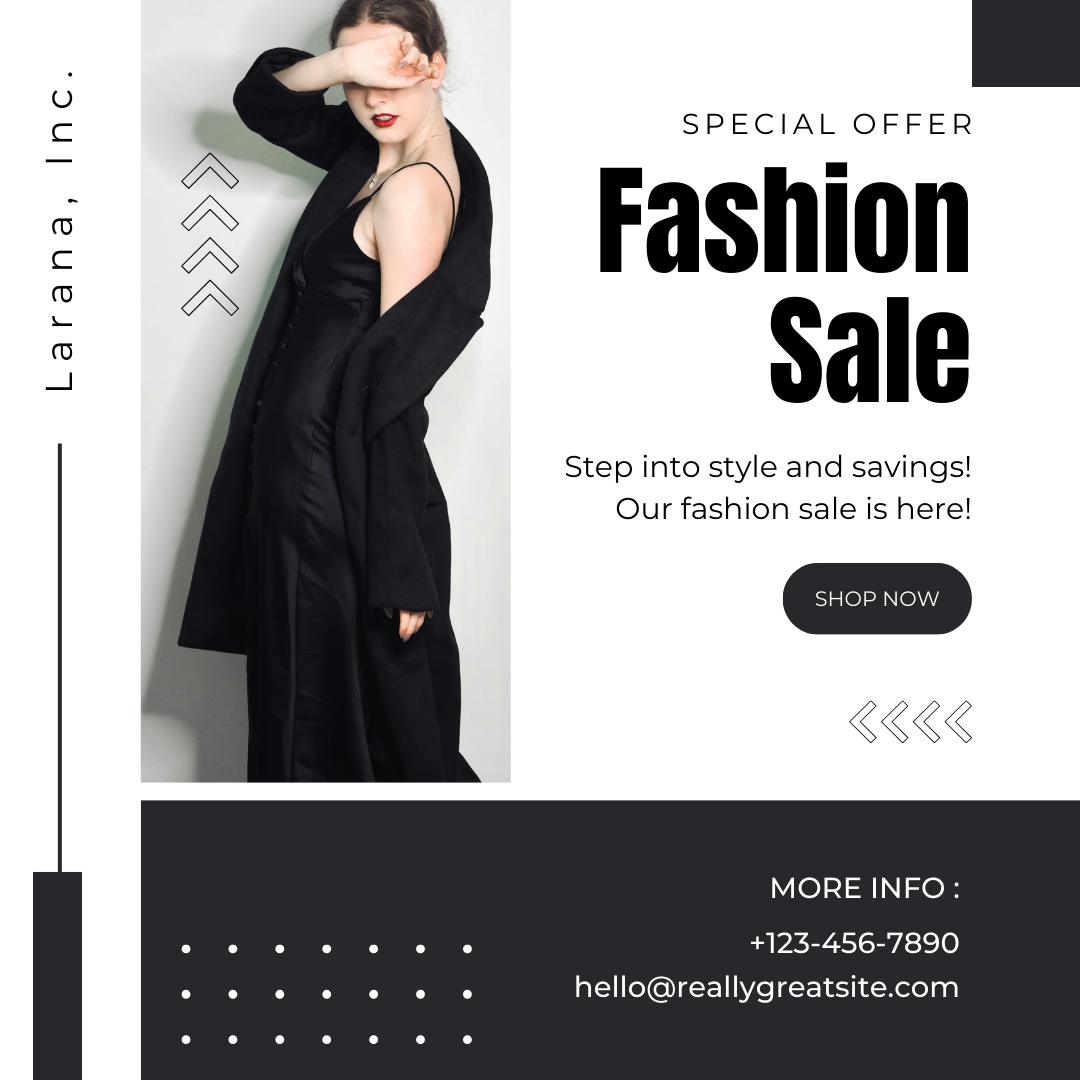 Larana, Inc.
SPECIAL OFFER
Fashion
Sale
Step into style and savings!
Our fashion sale is here!
SHOP NOW
MORE INFO :
+123-456-7890
hello@reallygreatsite.com